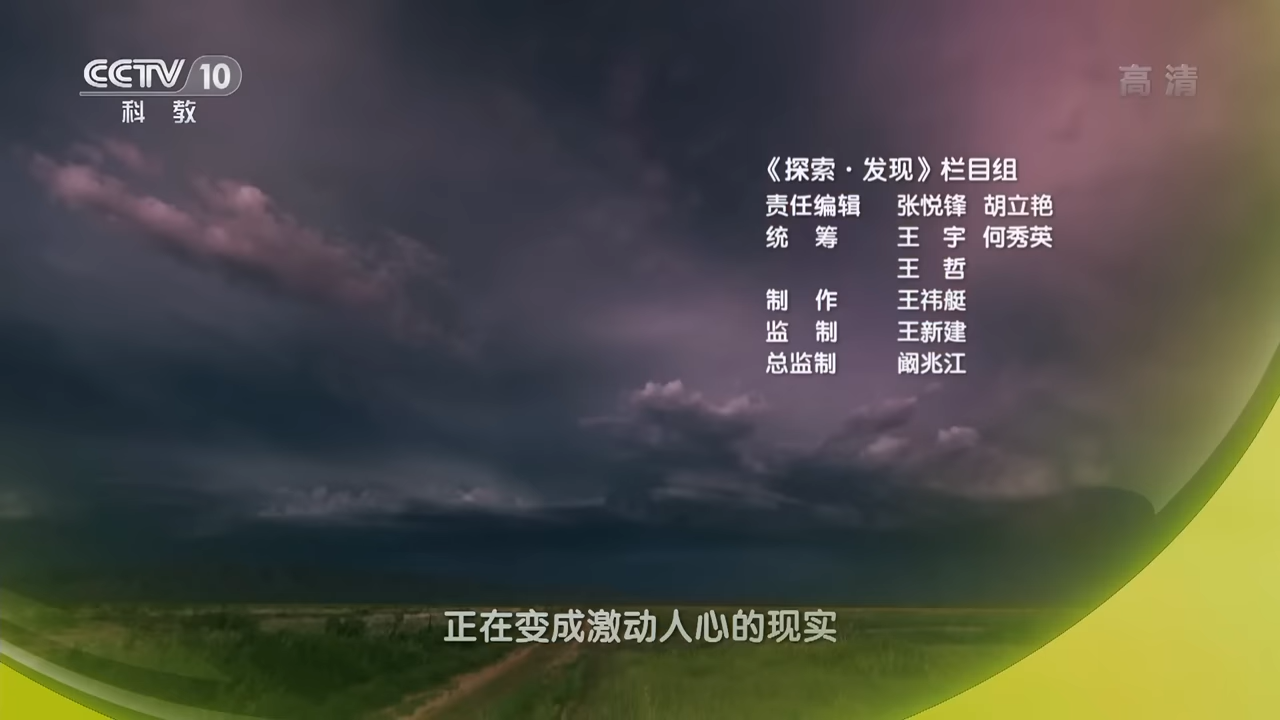 CCTV 10
科 教
高 清
《探索·发现》栏目组
责任编辑 张悦锋 胡立艳
统 筹 王 宇 何秀英
王 哲
制 作 王祎艇
监 制 王新建
总监制 阚兆江
正在变成激动人心的现实